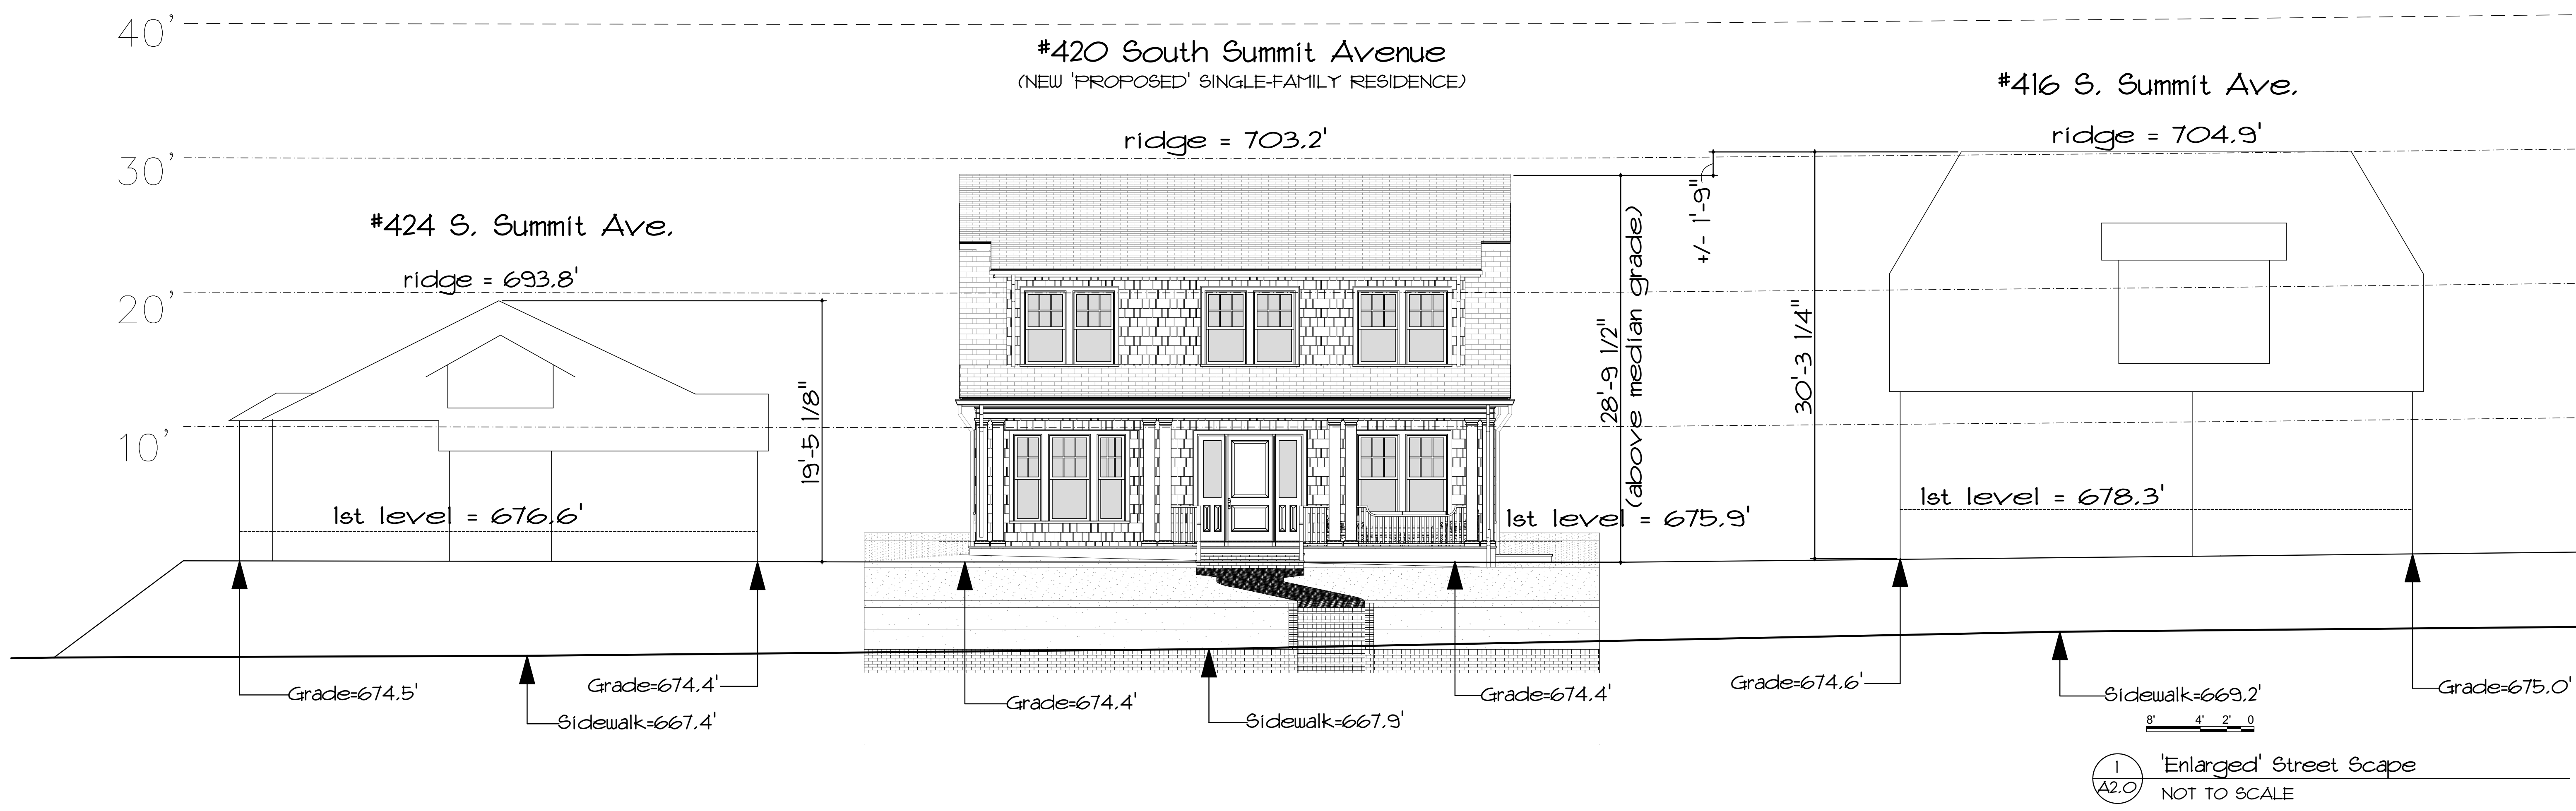 40'
#420 South Summit Avenue
(NEW 'PROPOSED' SINGLE-FAMILY RESIDENCE)
#416 S. Summit Ave.
ridge = 703.2'
ridge = 704.9'
30'
+/- 1'-9"
#424 S. Summit Ave.
ridge = 693.8'
20'
28'-9 1/2"
(above median grade)
30'-3 1/4"
19'-5 1/8"
10'
1st level = 676.6'
1st level = 675.9'
1st level = 678.3'
Grade=674.5'
Grade=674.4'
Sidewalk=667.4'
Grade=674.4'
Sidewalk=667.9'
Grade=674.4'
Grade=674.6'
Sidewalk=669.2'
Grade=675.0'
8' 4' 2' 0
1
A2.0
'Enlarged' Street Scape
NOT TO SCALE